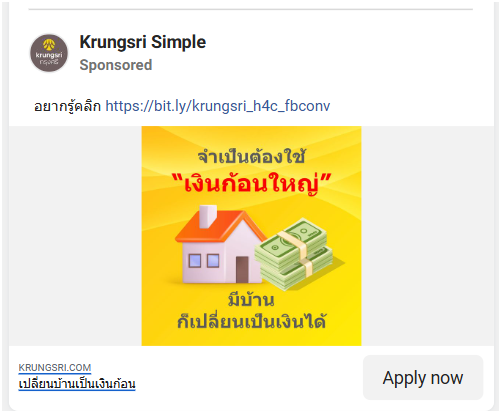 Krungsri Simple
Sponsored
krungsri
กรุงศรี
อยากรู้คลิก https://bit.ly/krungsri_h4c_fbconv
จำเป็นต้องใช้
“เงินก้อนใหญ่”
มีบ้าน
ก็เปลี่ยนเป็นเงินได้
KRUNGSRI.COM
เปลี่ยนบ้านเป็นเงินก้อน
Apply now